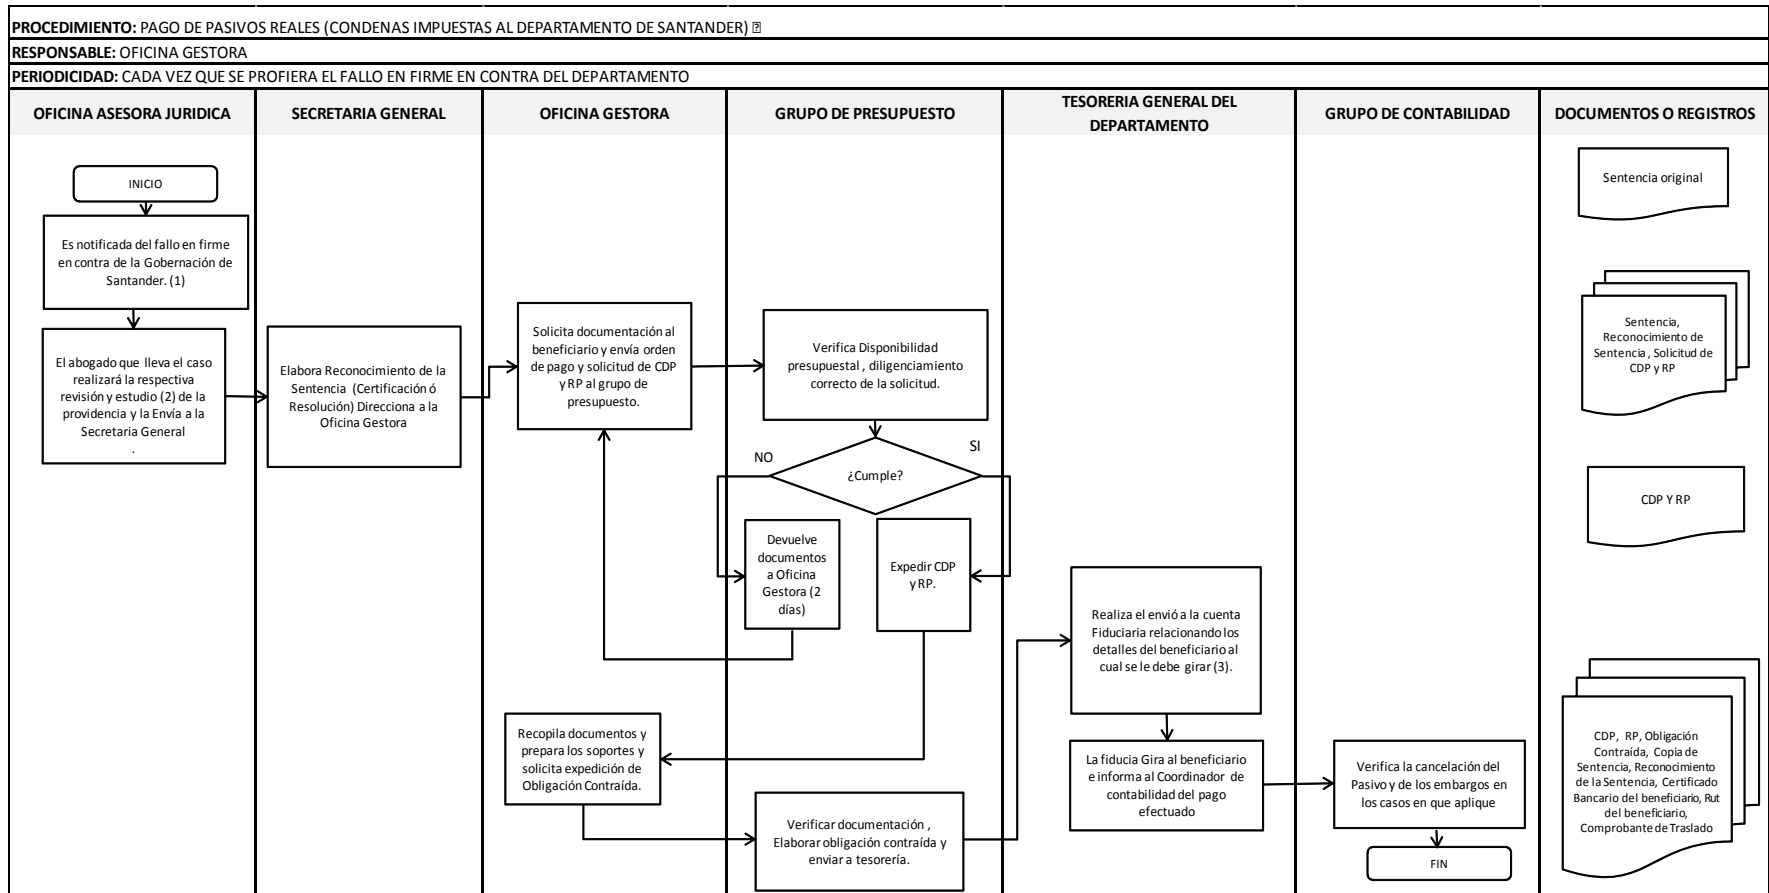 PROCEDIMIENTO: PAGO DE PASIVOS REALES (CONDENAS IMPUESTAS AL DEPARTAMENTO DE SANTANDER)
RESPONSABLE: OFICINA GESTORA
PERIODICIDAD: CADA VEZ QUE SE PROFIERA EL FALLO EN FIRME EN CONTRA DEL DEPARTAMENTO
OFICINA ASESORA JURIDICA
SECRETARIA GENERAL
OFICINA GESTORA
GRUPO DE PRESUPUESTO
TESORERIA GENERAL DEL
DEPARTAMENTO
GRUPO DE CONTABILIDAD
DOCUMENTOS O REGISTROS
INICIO
Es notificada del fallo en firme
en contra de la Gobernación de
Santander. (1)
El abogado que lleva el caso
realizará la respectiva
revisión y estudio (2) de la
providencia y la Envía a la
Secretaria General
.
Elabora Reconocimiento de la
Sentencia (Certificación ó
Resolución) Direcciona a la
Oficina Gestora
Solicita documentación al
beneficiario y envía orden
de pago y solicitud de CDP
y RP al grupo de
presupuesto.
Verifica Disponibilidad
presupuestal , diligenciamiento
correcto de la solicitud.
¿Cumple?
NO
SI
Devuelve
documentos
a Oficina
Gestora (2
días)
Expedir CDP
y RP.
Recopila documentos y
prepara los soportes y
solicita expedición de
Obligación Contraída.
Verificar documentación ,
Elaborar obligación contraída y
enviar a tesorería.
Realiza el envió a la cuenta
Fiduciaria relacionando los
detalles del beneficiario al
cual se le debe girar (3).
La fiducia Gira al beneficiario
e informa al Coordinador de
contabilidad del pago
efectuado
Verifica la cancelación del
Pasivo y de los embargos en
los casos en que aplique
FIN
Sentencia original
Sentencia,
Reconocimiento de
Sentencia , Solicitud de
CDP y RP
CDP Y RP
CDP, RP, Obligación
Contraída, Copia de
Sentencia, Reconocimiento
de la Sentencia, Certificado
Bancario del beneficiario, Rut
del beneficiario,
Comprobante de Traslado